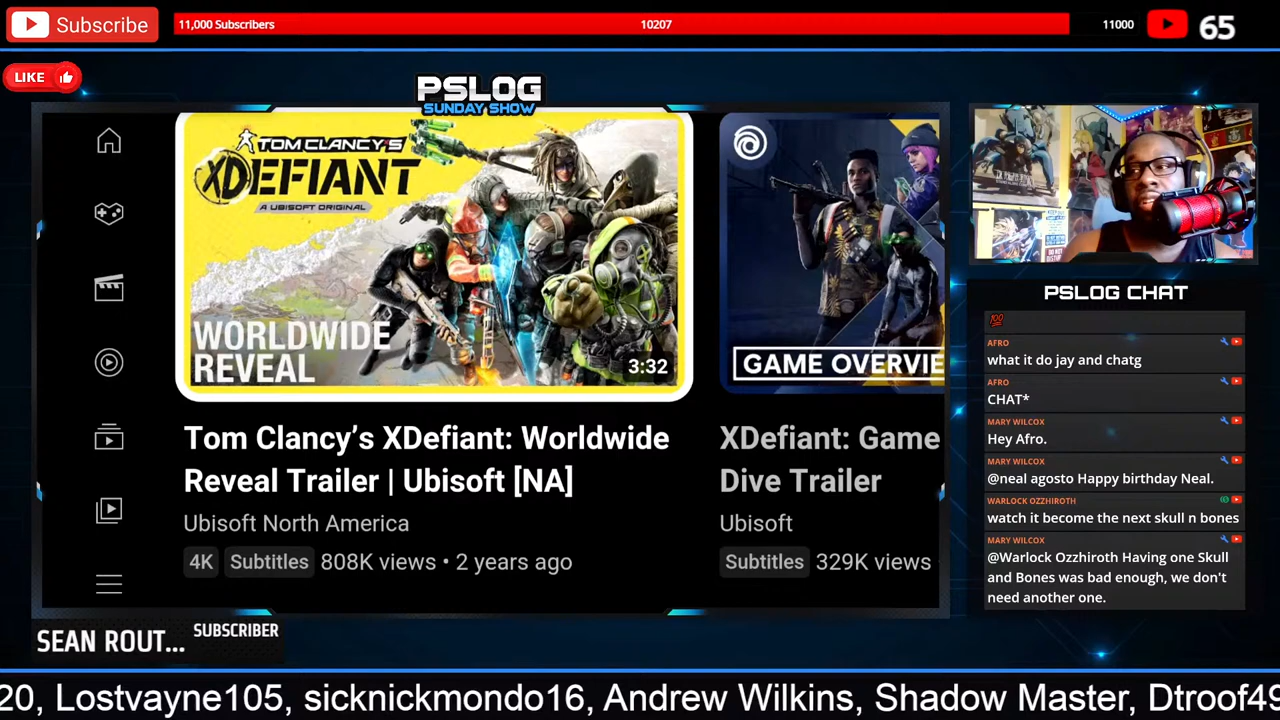 Subscribe
11,000 Subscribers
10207
11000
65
LIKE
PSLOG
SUNDAY SHOW
TOM CLANCY'S
XDEFIANT
A UBISOFT ORIGINAL
WORLDWIDE
REVEAL
3:32
GAME OVERVIE
Tom Clancy's XDefiant: Worldwide
Reveal Trailer | Ubisoft [NA]
Ubisoft North America
4K Subtitles 808K views • 2 years ago
XDefiant: Game
Dive Trailer
Ubisoft
Subtitles 329K views
PSLOG CHAT
💯
AFRO
what it do jay and chatg
AFRO
CHAT*
MARY WILCOX
Hey Afro.
MARY WILCOX
@neal agosto Happy birthday Neal.
WARLOCK OZZHIROTH
watch it become the next skull n bones
MARY WILCOX
@Warlock Ozzhiroth Having one Skull
and Bones was bad enough, we don't
need another one.
SEAN ROUT... SUBSCRIBER
20, Lostvayne105, sicknickmondo16, Andrew Wilkins, Shadow Master, Dtroof49